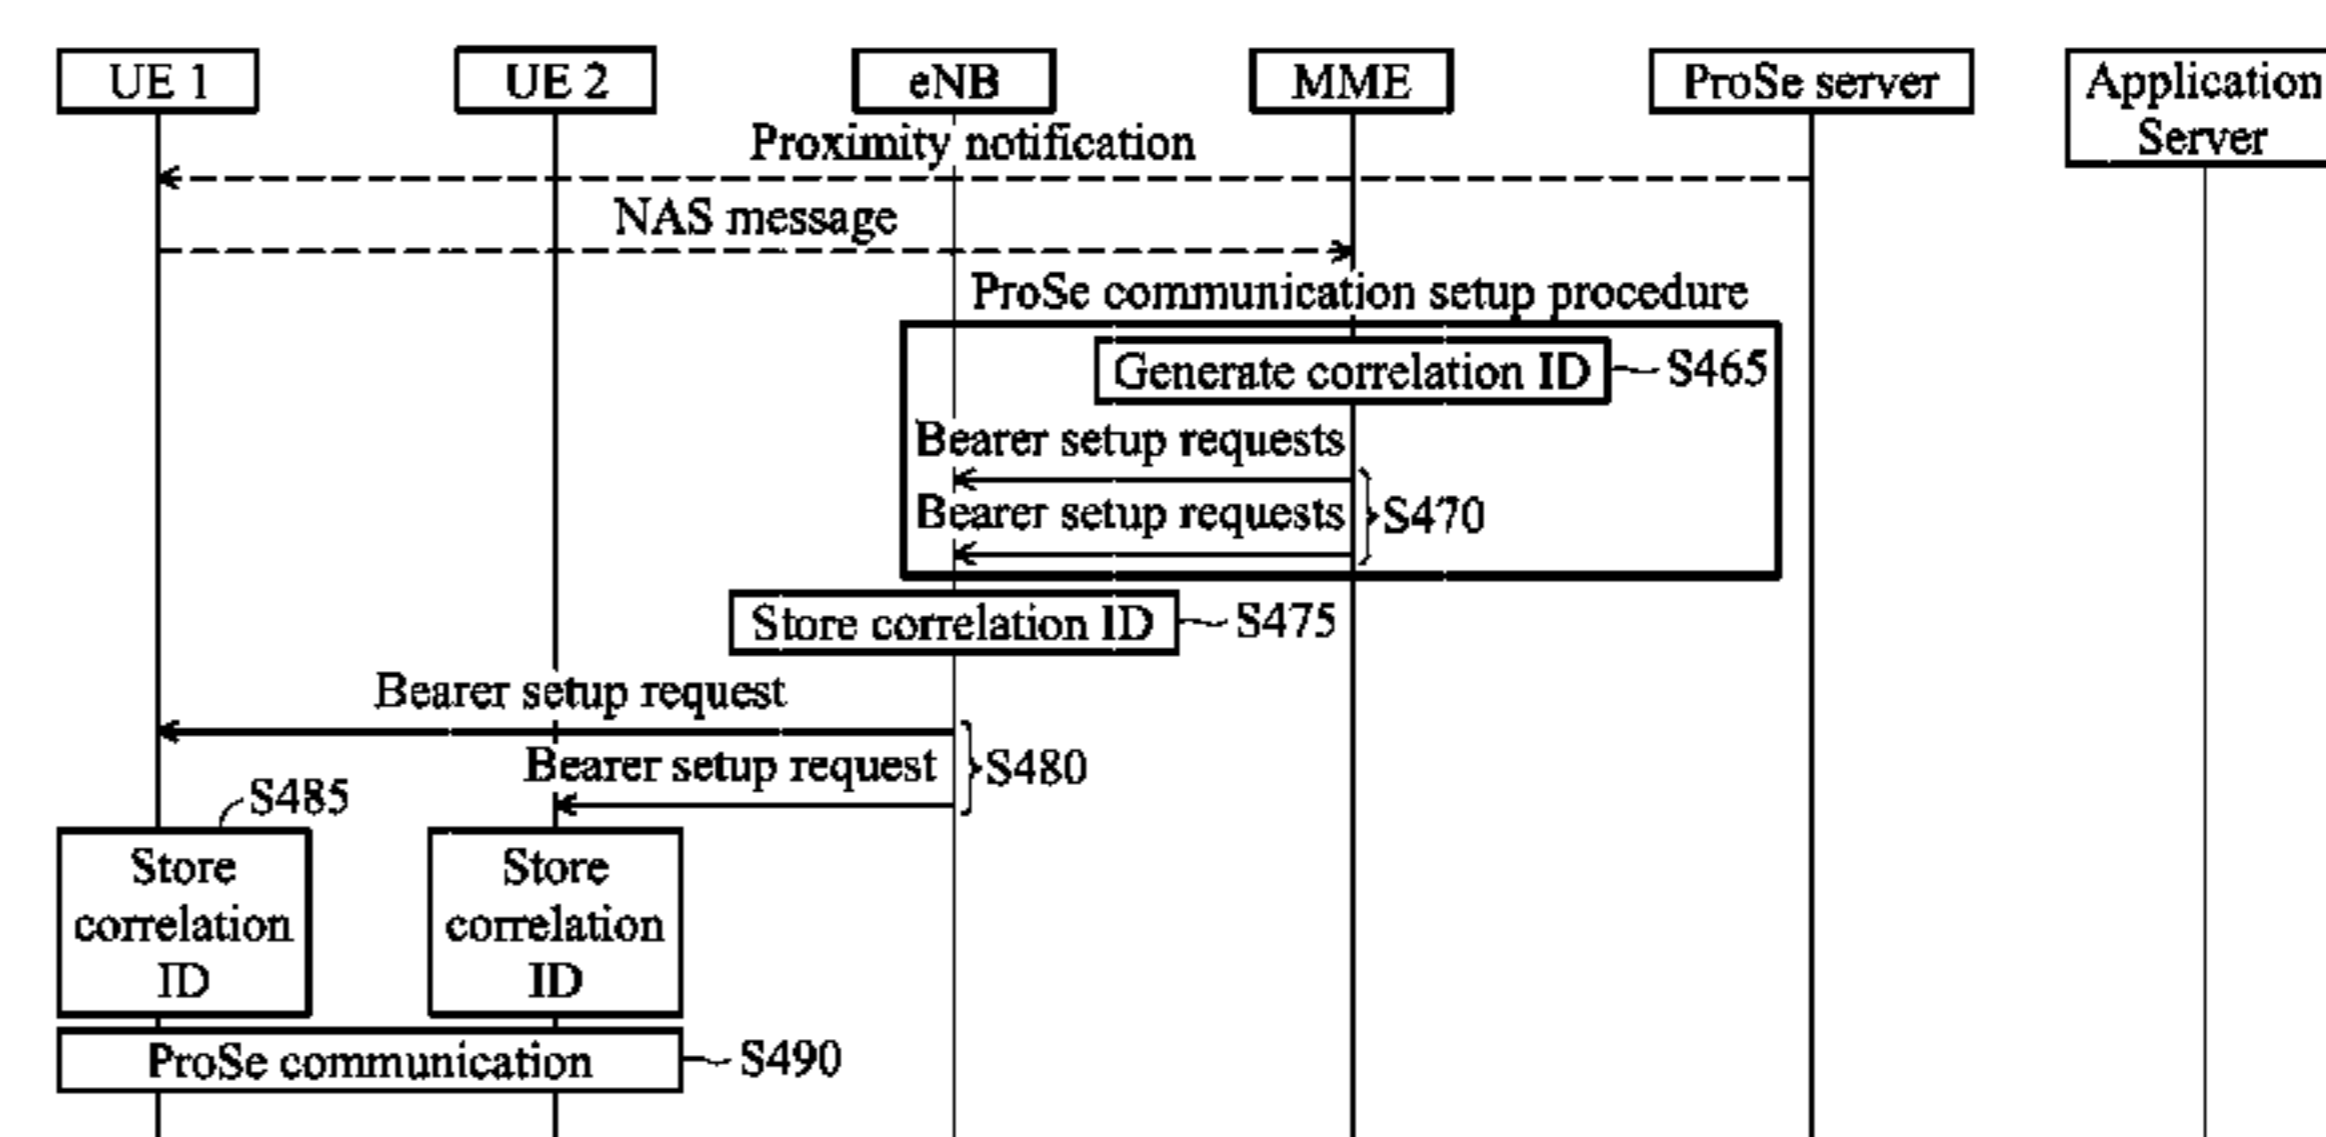 UE 1
UE 2
eNB
MME
ProSe server
Application
Server
Proximity notification
NAS message
ProSe communication setup procedure
Generate correlation ID
S465
Bearer setup requests
Bearer setup requests
S470
Store correlation ID
S475
Bearer setup request
Bearer setup request
S480
S485
Store
correlation
ID
Store
correlation
ID
ProSe communication
S490